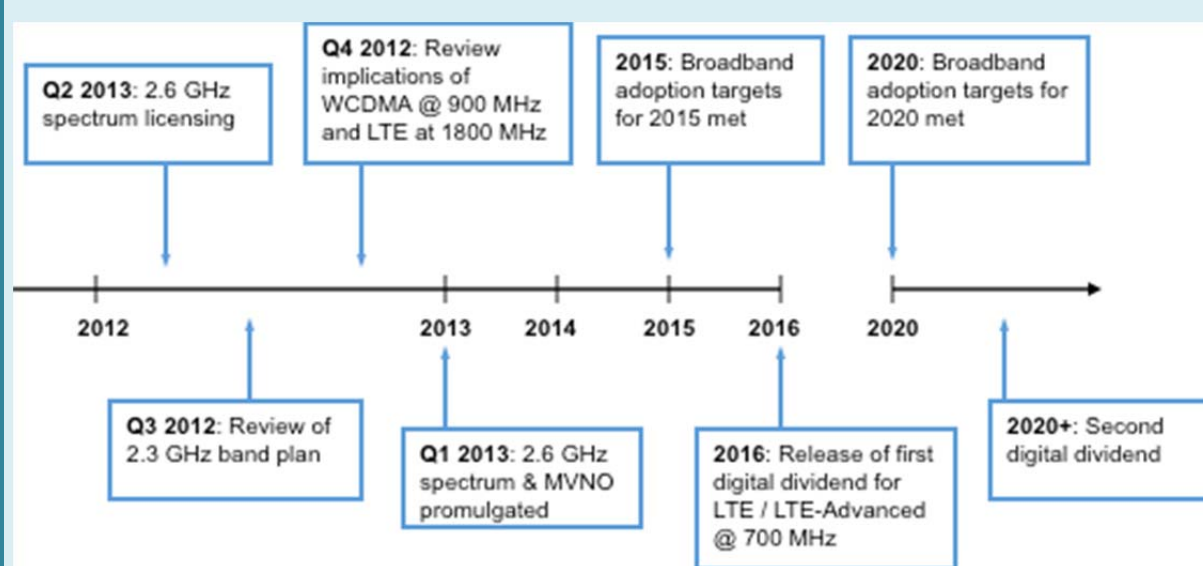 Q2 2013: 2.6 GHz
spectrum licensing
Q4 2012: Review
implications of
WCDMA @ 900 MHz
and LTE at 1800 MHz
2015: Broadband
adoption targets
for 2015 met
2020: Broadband
adoption targets for
2020 met
2012
2013
2014
2015
2016
2020
Q3 2012: Review of
2.3 GHz band plan
Q1 2013: 2.6 GHz
spectrum & MVNO
promulgated
2016: Release of first
digital dividend for
LTE / LTE-Advanced
@ 700 MHz
2020+: Second
digital dividend